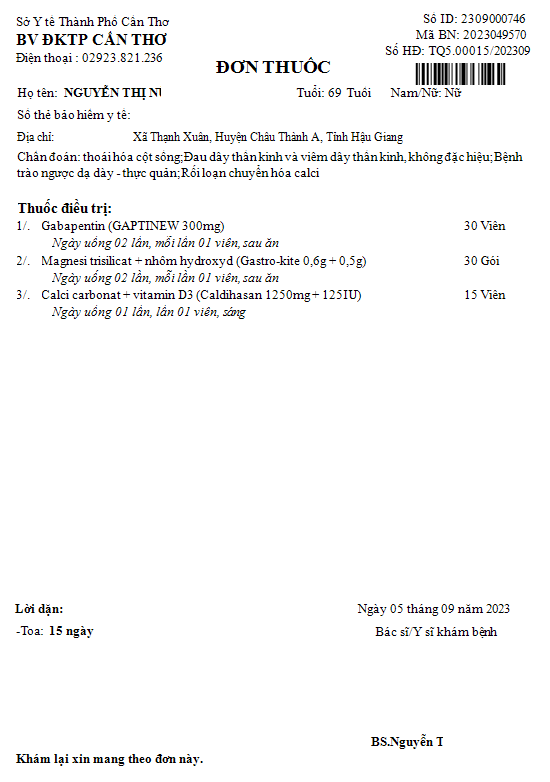 Sở Y tế Thành Phố Cần Thơ
BV ĐKTP CẦN THƠ
Điện thoại : 02923.821.236
Số ID: 2309000746
Mã BN: 2023049570
Số HĐ: TQ5.00015/202309
ĐƠN THUỐC
Họ tên: NGUYỄN THỊ Tuổi: 69 Tuổi Nam/Nữ: Nữ
Số thẻ bảo hiểm y tế:
Địa chỉ: Xã Thạnh Xuân, Huyện Châu Thành A, Tỉnh Hậu Giang
Chẩn đoán: thoái hóa cột sống;Đau dây thần kinh và viêm dây thần kinh, không đặc hiệu;Bệnh
trào ngược dạ dày - thực quản;Rối loạn chuyển hóa calci
Thuốc điều trị:
1/. Gabapentin (GAPTINEW 300mg) 30 Viên
Ngày uống 02 lần, mỗi lần 01 viên, sau ăn
2/. Magnesi trisilicat + nhôm hydroxyd (Gastro-kite 0,6g + 0,5g) 30 Gói
Ngày uống 02 lần, mỗi lần 01 viên, sau ăn
3/. Calci carbonat + vitamin D3 (Caldihasan 1250mg + 125IU) 15 Viên
Ngày uống 01 lần, lần 01 viên, sáng
Lời dặn:
-Toa: 15 ngày
Ngày 05 tháng 09 năm 2023
Bác sĩ/Y sĩ khám bệnh
BS.Nguyễn T
Khám lại xin mang theo đơn này.